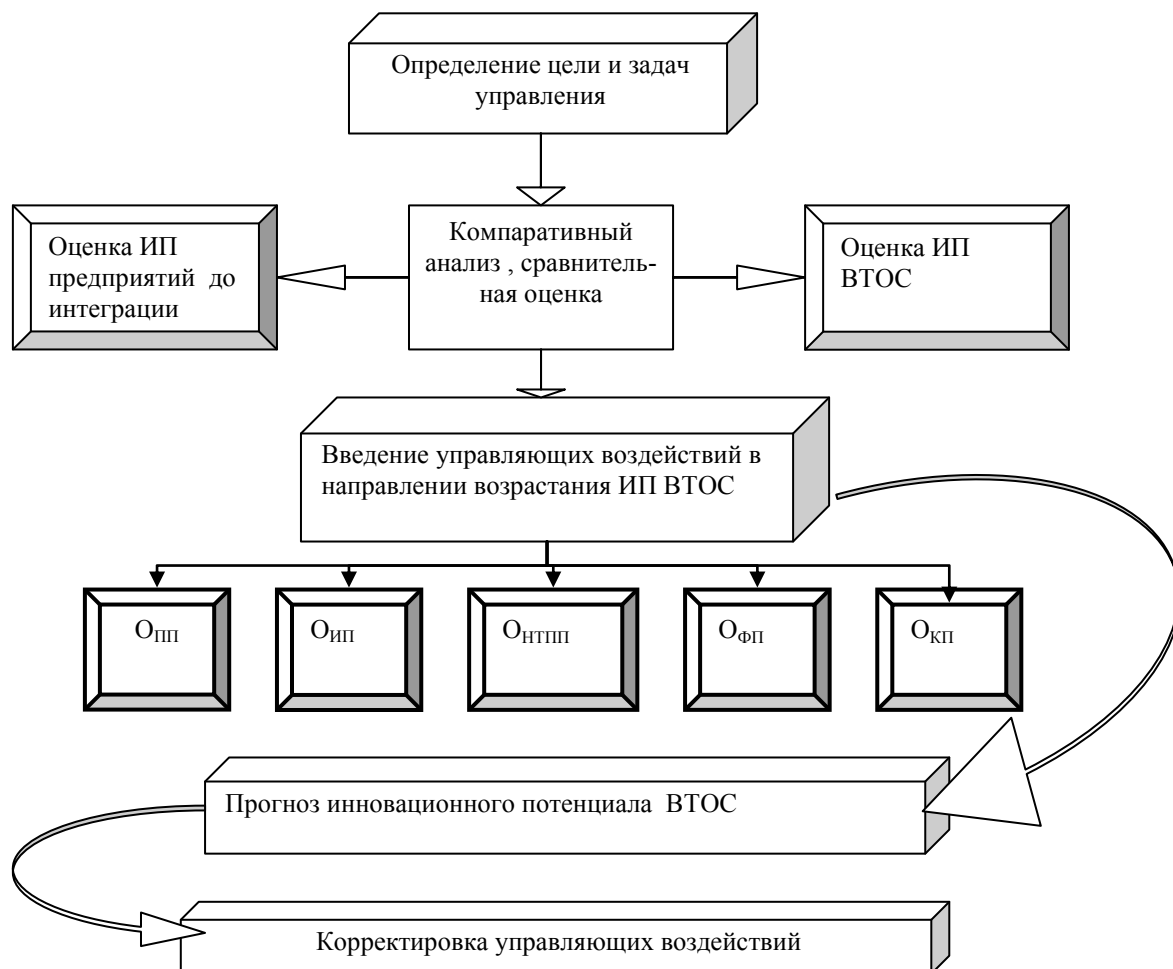 Определение цели и задач
управления
Оценка ИП
предприятий до
интеграции
Компаративный
анализ , сравнитель-
ная оценка
Оценка ИП
ВТОС
Введение управляющих воздействий в
направлении возрастания ИП ВТОС
ОПП
ОИП
ОНТПП
ОФП
ОКП
Прогноз инновационного потенциала ВТОС
Корректировка управляющих воздействий